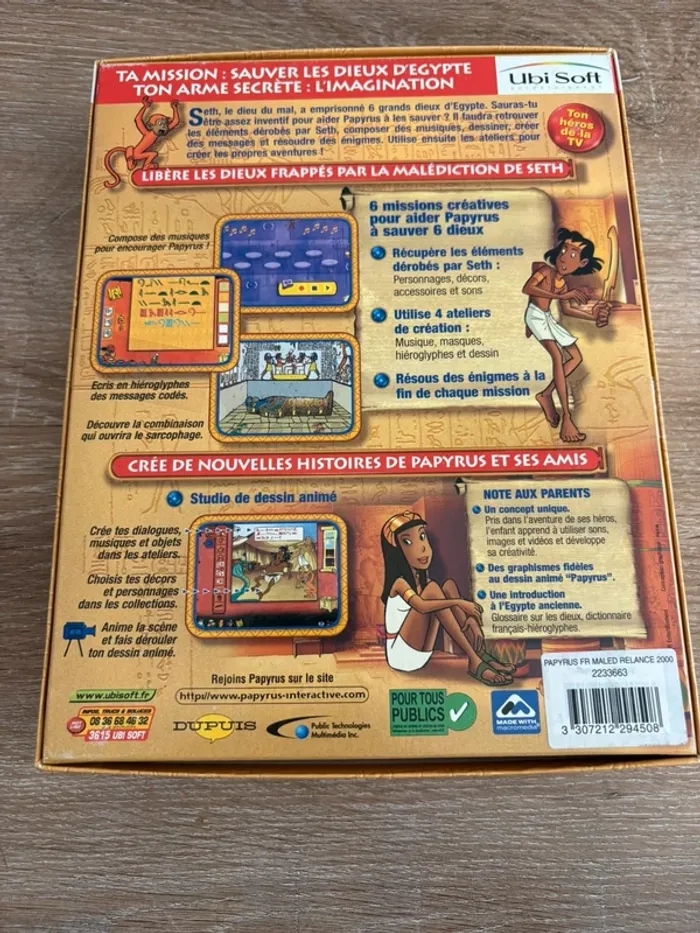 TA MISSION : SAUVER LES DIEUX D'EGYPTE
TON ARME SECRÈTE : L'IMAGINATION
Ubi Soft
ENTERTAINMENT
Seth, le dieu du mal, a emprisonné 6 grands dieux d'Egypte. Sauras-tu
être assez inventif pour aider Papyrus à les sauver ? Il faudra retrouver
les éléments dérobés par Seth, composer des musiques, dessiner, créer
des messages et résoudre des énigmes. Utilise ensuite les ateliers pour
créer tes propres aventures !
Ton
héros
de la
TV
LIBÈRE LES DIEUX FRAPPÉS PAR LA MALÉDICTION DE SETH
Compose des musiques
pour encourager Papyrus !
Ecris en hiéroglyphes
des messages codés.
Découvre la combinaison
qui ouvrira le sarcophage.
6 missions créatives
pour aider Papyrus
à sauver 6 dieux
Récupère les éléments
dérobés par Seth :
Personnages, décors,
accessoires et sons
Utilise 4 ateliers
de création :
Musique, masques,
hiéroglyphes et dessin
Résous des énigmes à la
fin de chaque mission
CRÉE DE NOUVELLES HISTOIRES DE PAPYRUS ET SES AMIS
Studio de dessin animé
Crée tes dialogues,
musiques et objets
dans les ateliers.
Choisis tes décors
et personnages
dans les collections.
Anime la scène
et fais dérouler
ton dessin animé.
NOTE AUX PARENTS
Un concept unique.
Pris dans l'aventure de ses héros,
l'enfant apprend à utiliser sons,
images et vidéos et développe
sa créativité.
Des graphismes fidèles
au dessin animé "Papyrus".
Une introduction
à l'Egypte ancienne.
Glossaire sur les dieux, dictionnaire
français-hiéroglyphes.
Rejoins Papyrus sur le site
http//www.papyrus-interactive.com
www.ubisoft.fr
INFOS, TRUCS & SOLUCES
08 36 68 46 32
3615 UBI SOFT
DUPUIS
Public Technologies
Multimédia Inc.
POUR TOUS
PUBLICS
MADE WITH
macromedia
PAPYRUS FR MALED RELANCE 2000
2233663
3 307212 294508